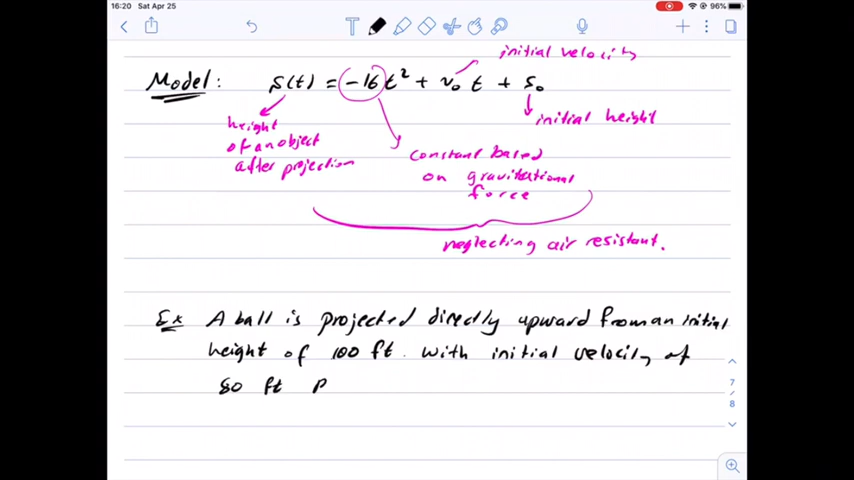 16:20 Sat Apr 25
96%
initial velocity
Model: S(t) = -16t² + v₀ t + s₀
initial height
height
of an object
after projection
constant based
on gravitational
force
neglecting air resistant.
Ex A ball is projected directly upward from an initial
height of 100 ft. with initial velocity of
80 ft p
7
/
8